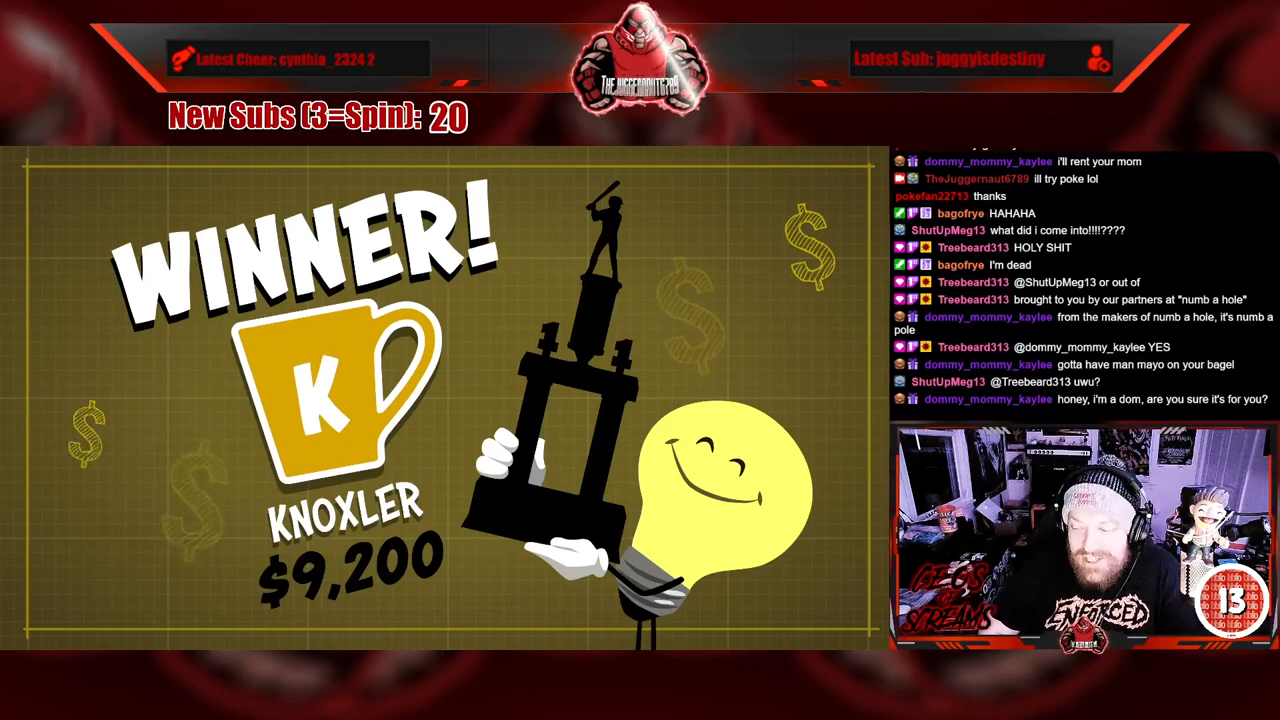 Latest Cheer: cynthia_2324 2
THEJUGGERNAUT6789
Latest Sub: juggyisdestiny
New Subs (3=Spin): 20
WINNER!
K
KNOXLER
$9,200
1
1
dommy_mommy_kaylee i'll rent your mom
TheJuggernaut6789 ill try poke lol
pokefan22713 thanks
bagofrye HAHAHA
ShutUpMeg13 what did i come into!!!!????
Treebeard313 HOLY SHIT
bagofrye I'm dead
Treebeard313 @ShutUpMeg13 or out of
Treebeard313 brought to you by our partners at "numb a hole"
dommy_mommy_kaylee from the makers of numb a hole, it's numb a
pole
Treebeard313 @dommy_mommy_kaylee YES
dommy_mommy_kaylee gotta have man mayo on your bagel
ShutUpMeg13 @Treebeard313 uwu?
dommy_mommy_kaylee honey, i'm a dom, are you sure it's for you?
SCREAMS
ENFORCED
13